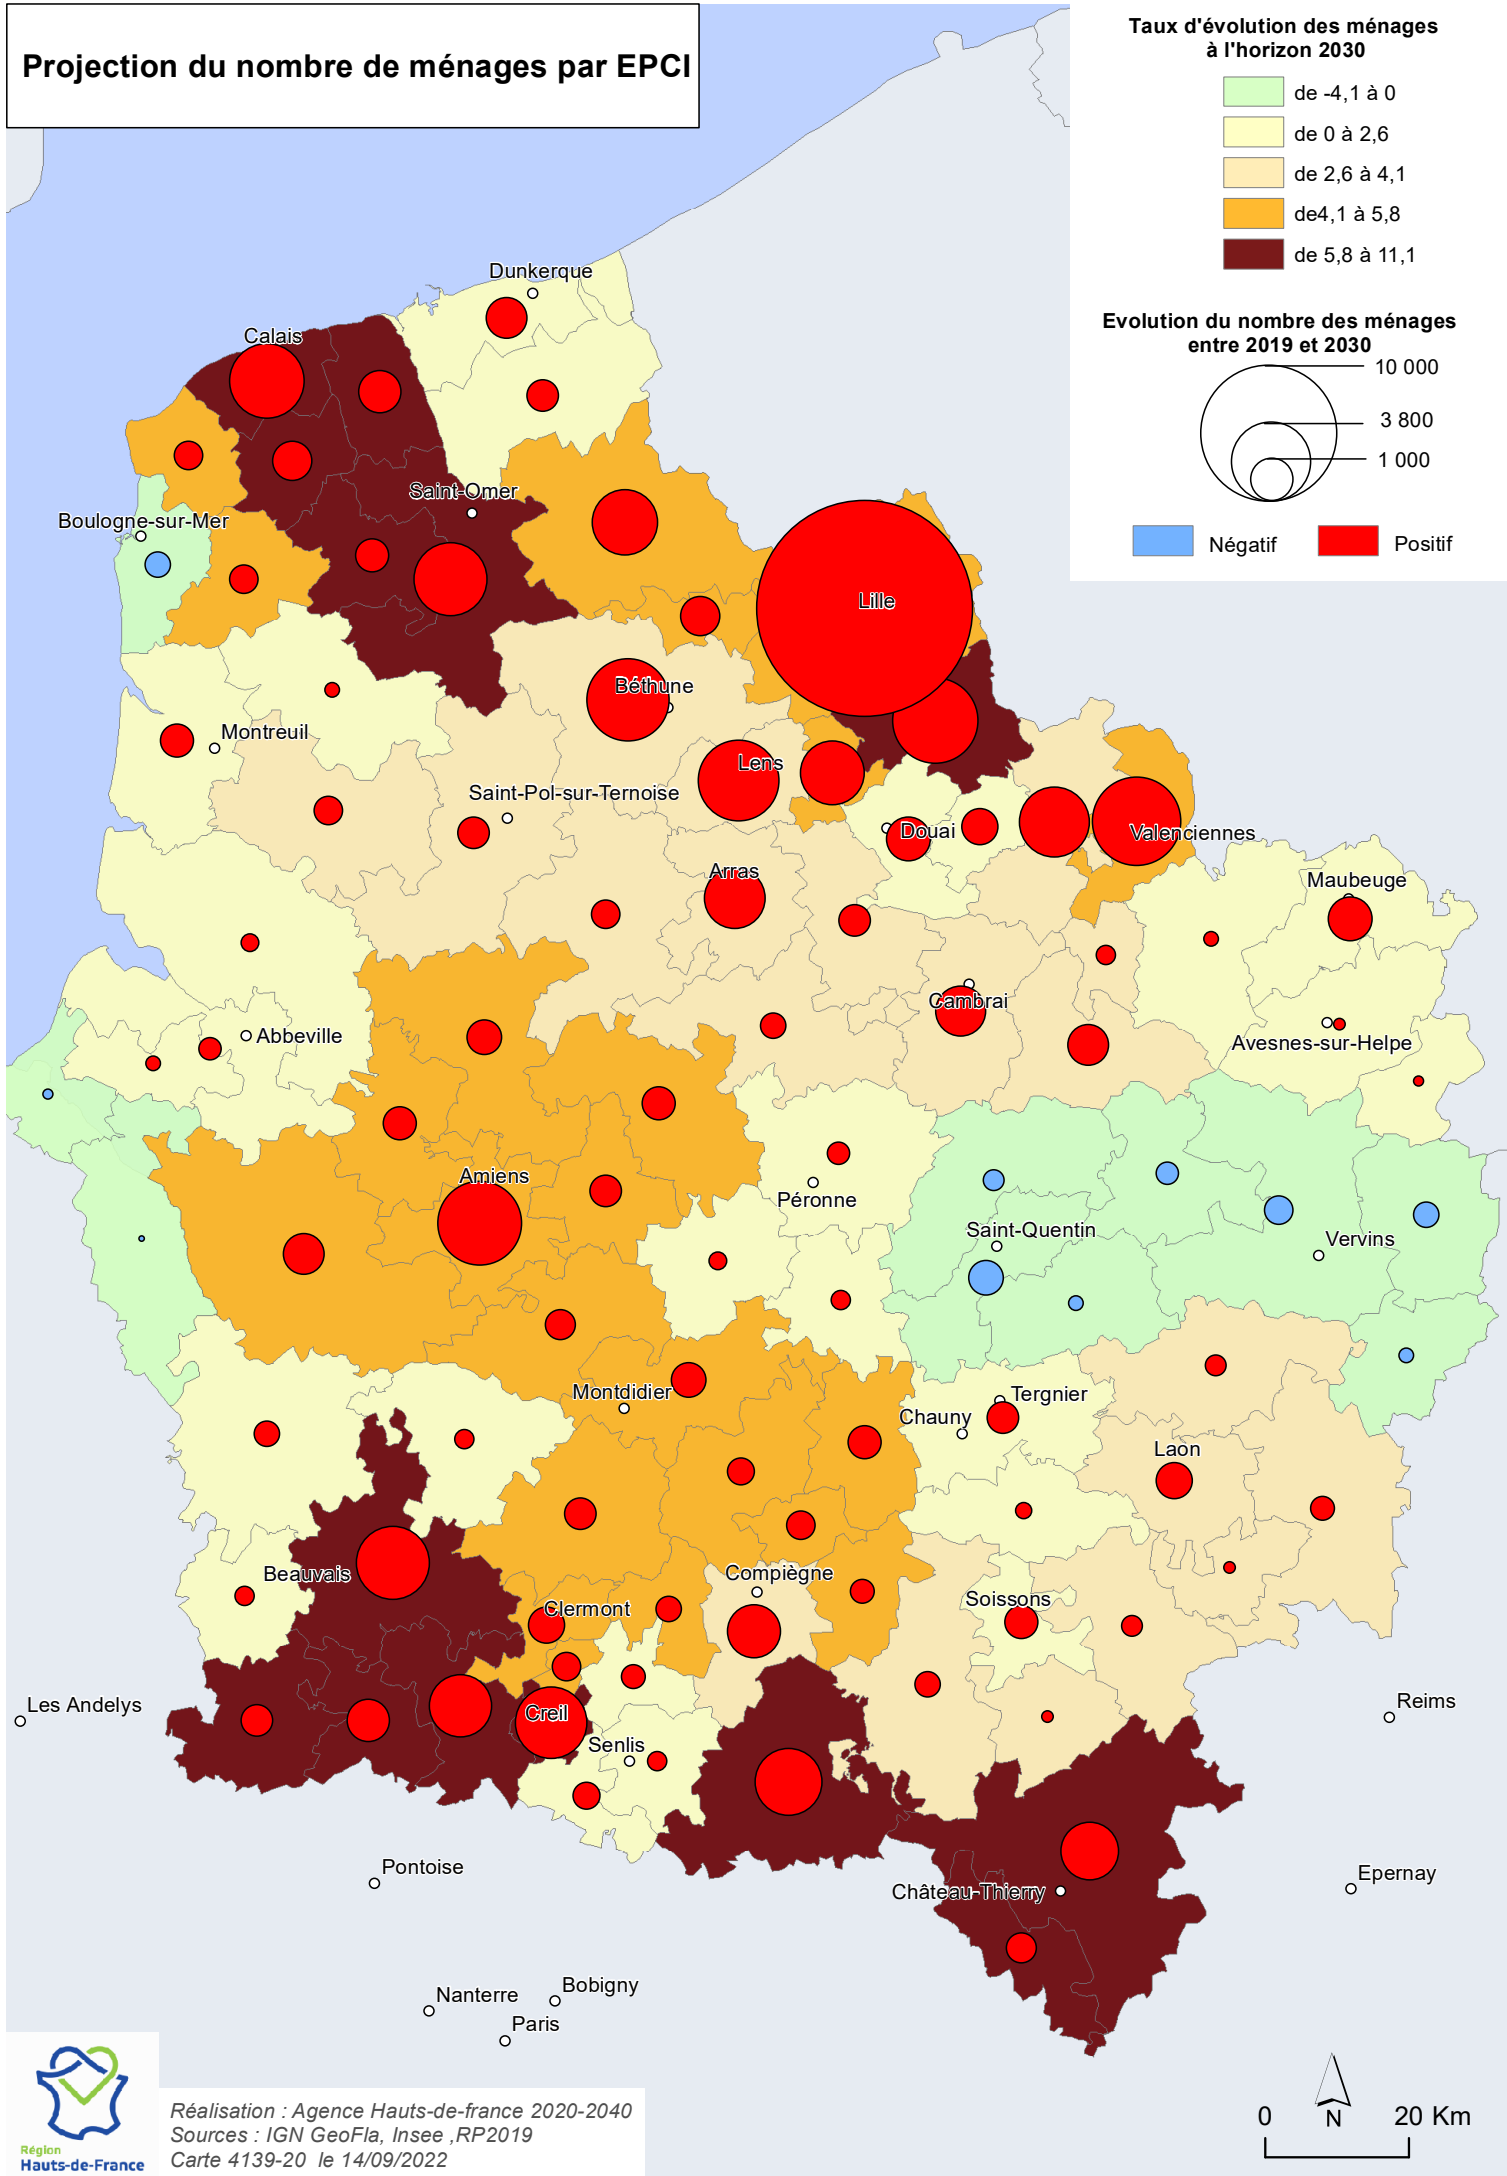 Projection du nombre de ménages par EPCI
Taux d'évolution des ménages
à l'horizon 2030
de -4,1 à 0
de 0 à 2,6
de 2,6 à 4,1
de4,1 à 5,8
de 5,8 à 11,1
Evolution du nombre des ménages
entre 2019 et 2030
10 000
3 800
1 000
Négatif
Positif
Dunkerque
Calais
Saint-Omer
Boulogne-sur-Mer
Lille
Béthune
Montreuil
Lens
Saint-Pol-sur-Ternoise
Douai
Valenciennes
Arras
Maubeuge
Cambrai
Abbeville
Avesnes-sur-Helpe
Amiens
Péronne
Saint-Quentin
Vervins
Montdidier
Tergnier
Chauny
Laon
Beauvais
Compiègne
Clermont
Soissons
Les Andelys
Creil
Reims
Senlis
Pontoise
Château-Thierry
Epernay
Nanterre
Bobigny
Paris
Région
Hauts-de-France
Réalisation : Agence Hauts-de-france 2020-2040
Sources : IGN GeoFla, Insee ,RP2019
Carte 4139-20 le 14/09/2022
0
N
20 Km